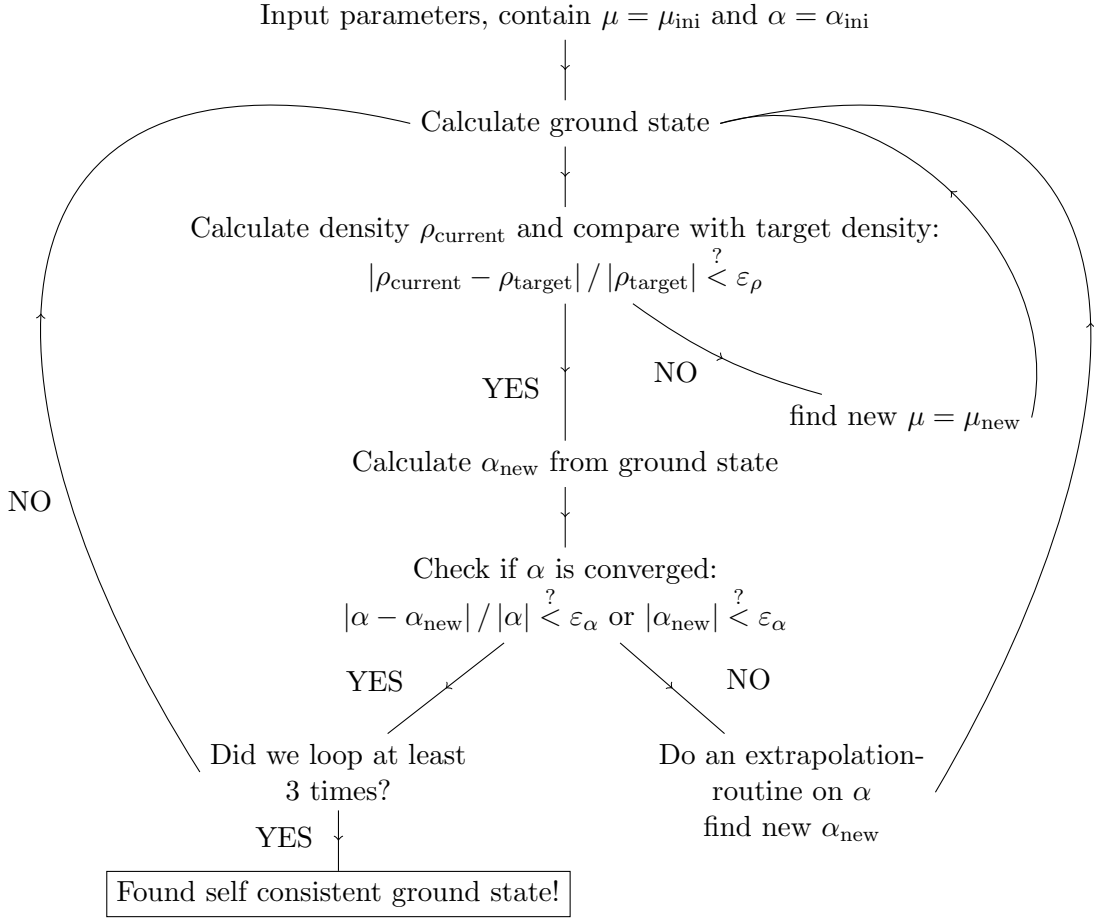 Input parameters, contain μ = μ_ini and α = α_ini
Calculate ground state
Calculate density ρ_current and compare with target density:
|ρ_current − ρ_target| / |ρ_target| <^? ε_ρ
YES
NO
find new μ = μ_new
Calculate α_new from ground state
NO
Check if α is converged:
|α − α_new| / |α| <^? ε_α or |α_new| <^? ε_α
YES
NO
Did we loop at least
3 times?
Do an extrapolation-
routine on α
find new α_new
YES
Found self consistent ground state!